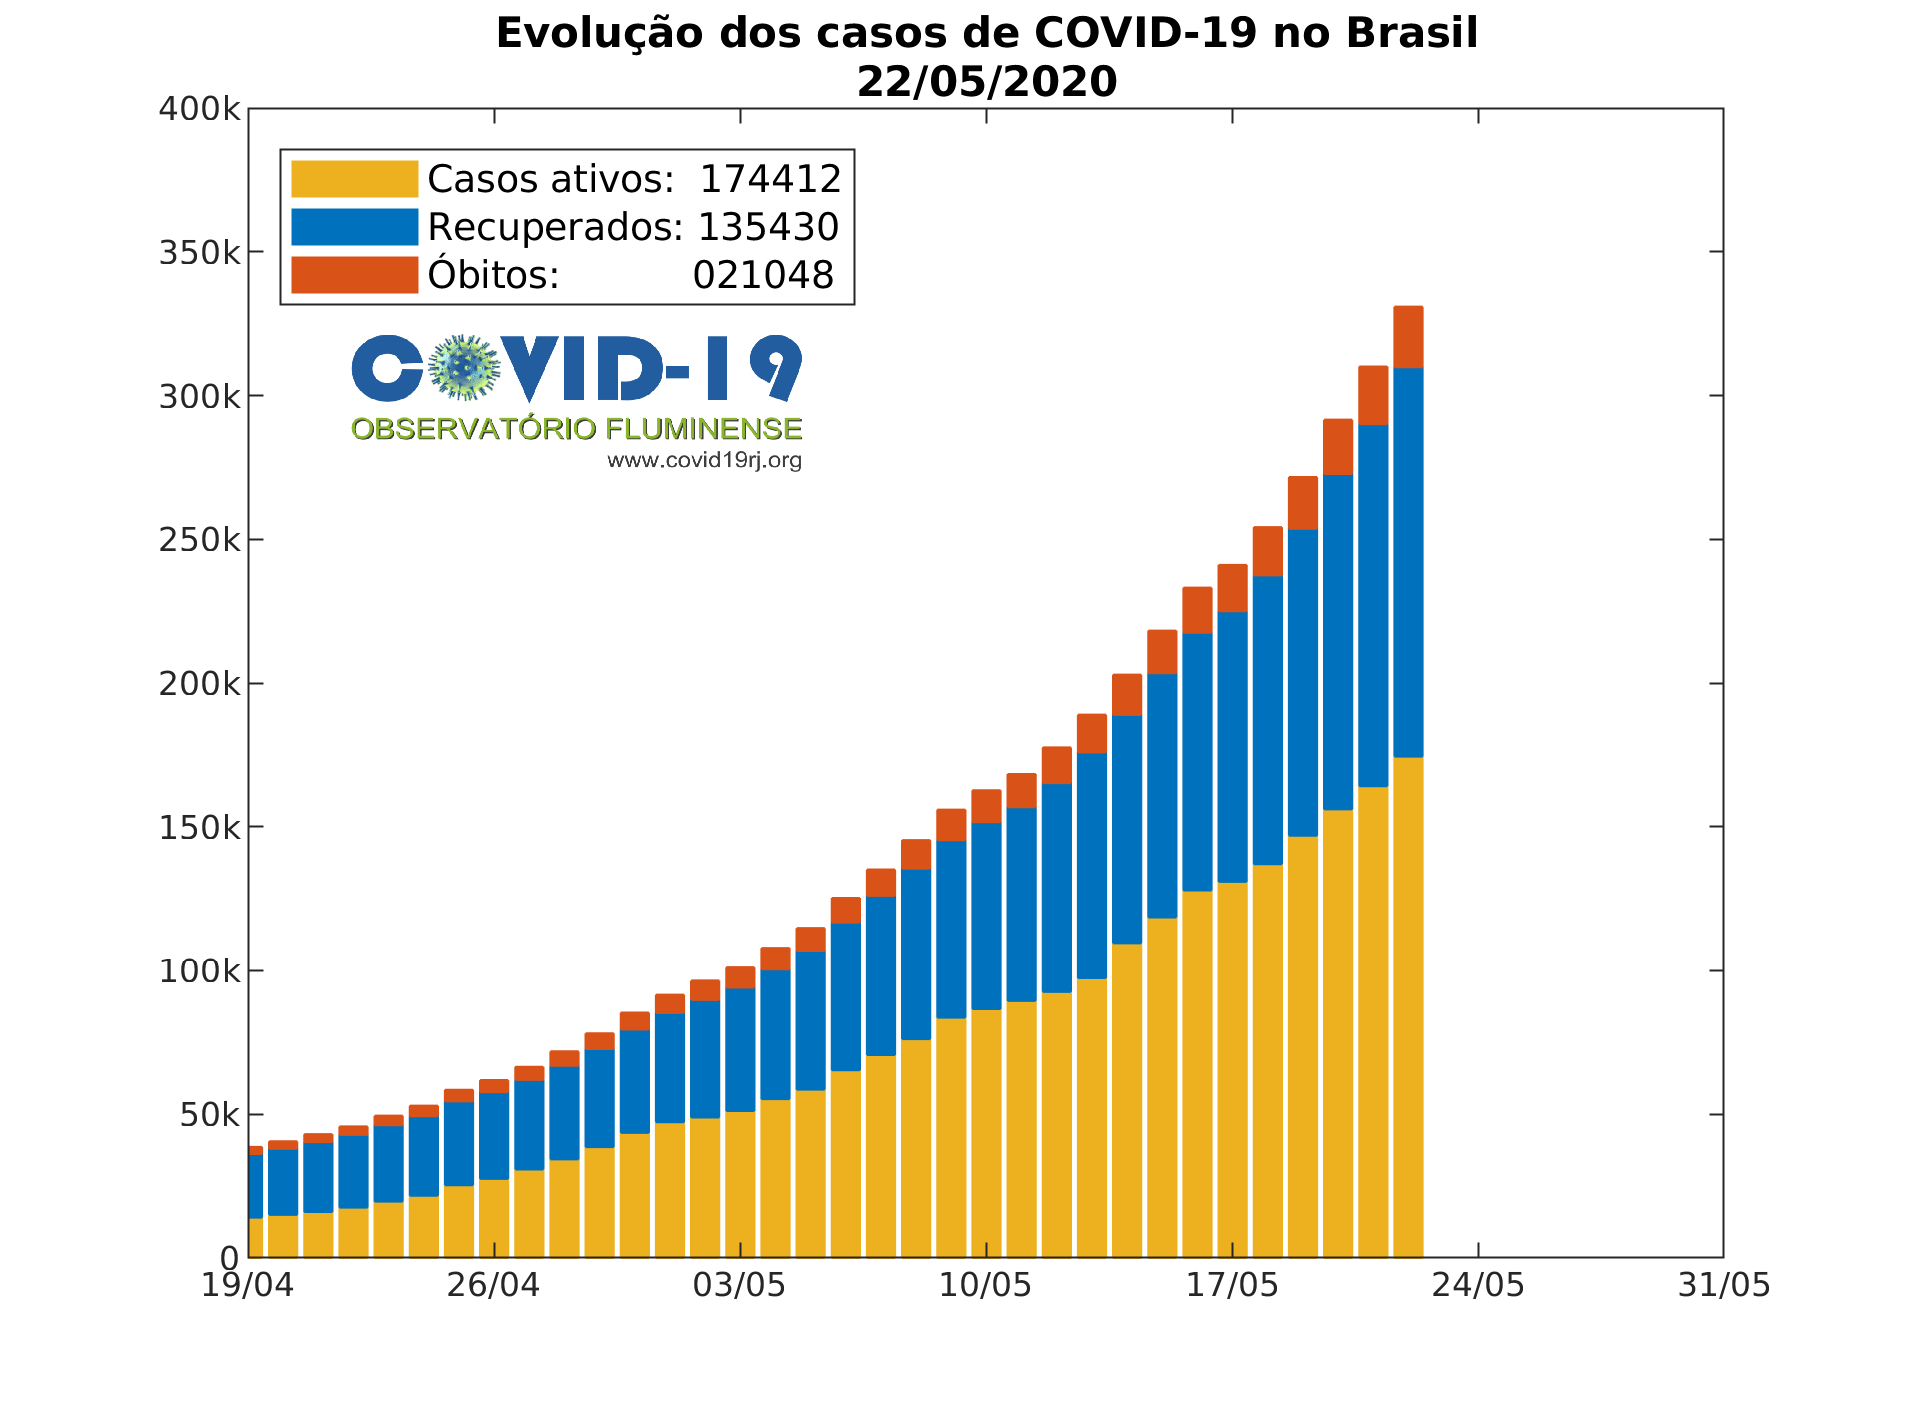 Evolução dos casos de COVID-19 no Brasil
22/05/2020
400k
350k
300k
250k
200k
150k
100k
50k
0
Casos ativos: 174412
Recuperados: 135430
Óbitos: 021048
COVID-19
OBSERVATÓRIO FLUMINENSE
www.covid19rj.org
19/04 26/04 03/05 10/05 17/05 24/05 31/05